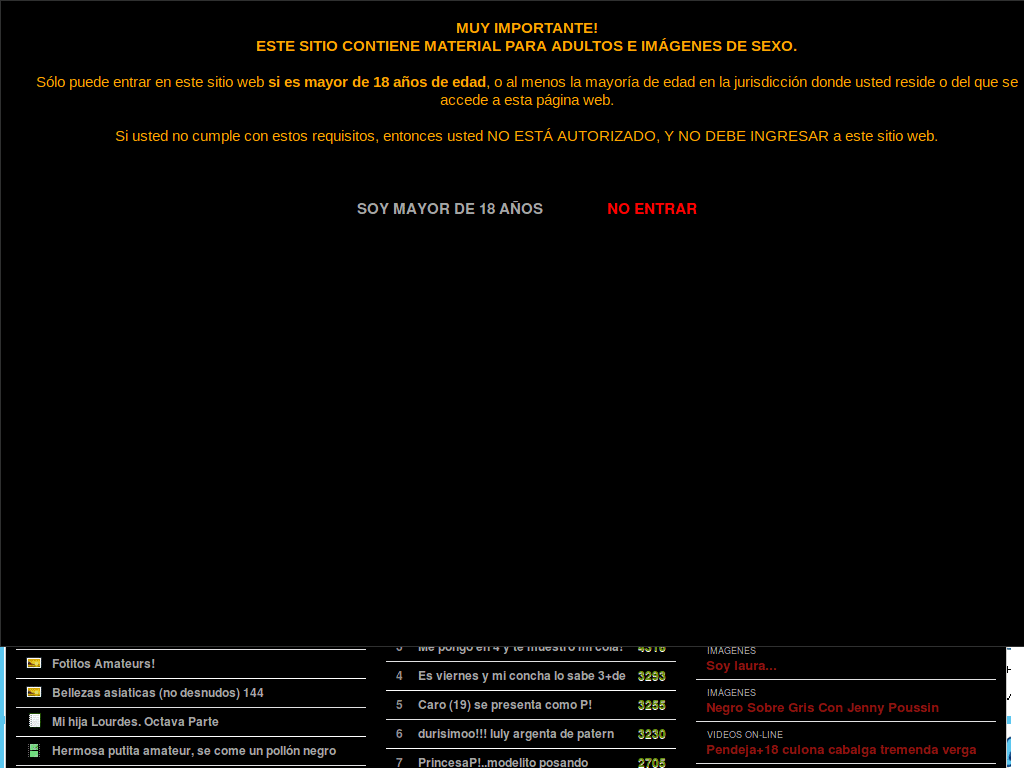 MUY IMPORTANTE!
ESTE SITIO CONTIENE MATERIAL PARA ADULTOS E IMÁGENES DE SEXO.
Sólo puede entrar en este sitio web si es mayor de 18 años de edad, o al menos la mayoría de edad en la jurisdicción donde usted reside o del que se
accede a esta página web.
Si usted no cumple con estos requisitos, entonces usted NO ESTÁ AUTORIZADO, Y NO DEBE INGRESAR a este sitio web.
SOY MAYOR DE 18 AÑOS
NO ENTRAR
Fotitos Amateurs!
Bellezas asiaticas (no desnudos) 144
Mi hija Lourdes. Octava Parte
Hermosa putita amateur, se come un pollón negro
3 Me pongo en 4 y te muestro mi cola! 4316
4 Es viernes y mi concha lo sabe 3+de 3293
5 Caro (19) se presenta como P! 3255
6 durisimoo!!! luly argenta de patern 3230
7 PrincesaP!..modelito posando 2705
IMÁGENES
Soy laura...
IMÁGENES
Negro Sobre Gris Con Jenny Poussin
VIDEOS ON-LINE
Pendeja+18 culona cabalga tremenda verga